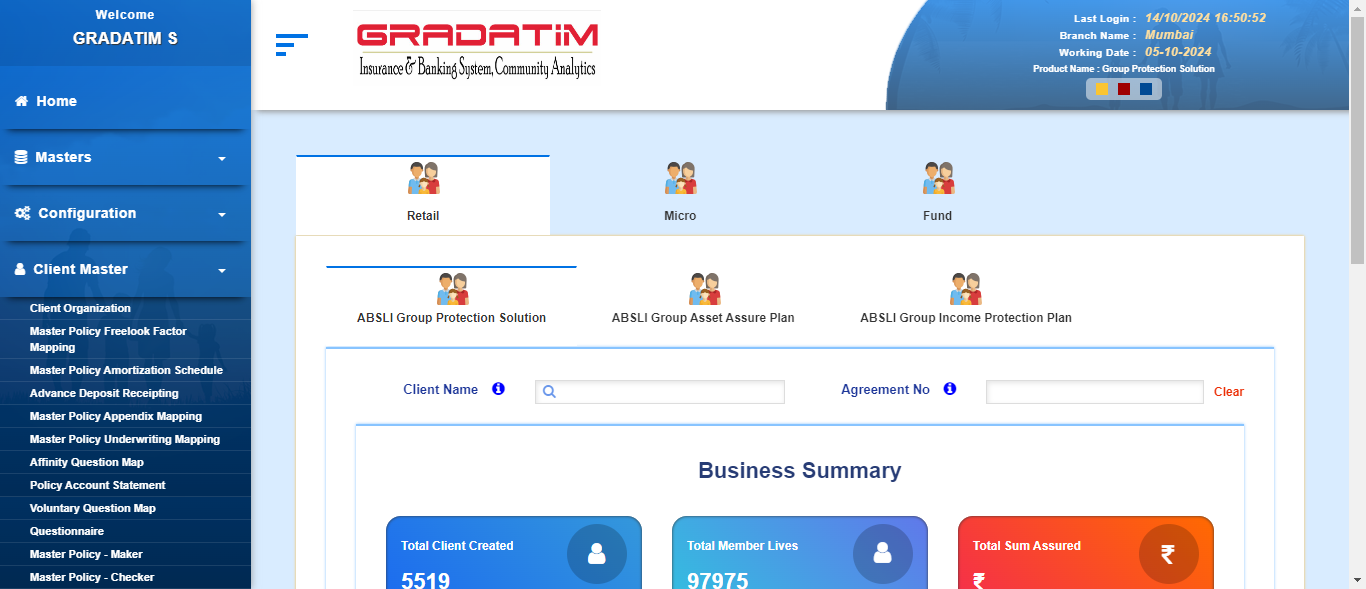 Welcome
GRADATIM S
Home
Masters
Configuration
Client Master
Client Organization
Master Policy Freelook Factor
Mapping
Master Policy Amortization Schedule
Advance Deposit Receipting
Master Policy Appendix Mapping
Master Policy Underwriting Mapping
Affinity Question Map
Policy Account Statement
Voluntary Question Map
Questionnaire
Master Policy - Maker
Master Policy - Checker
GRADATIM
Insurance & Banking System, Community Analytics
Last Login : 14/10/2024 16:50:52
Branch Name : Mumbai
Working Date : 05-10-2024
Product Name : Group Protection Solution
Retail
Micro
Fund
ABSLI Group Protection Solution
ABSLI Group Asset Assure Plan
ABSLI Group Income Protection Plan
Client Name
Agreement No
Clear
Business Summary
Total Client Created
5519
Total Member Lives
97975
Total Sum Assured
₹
₹